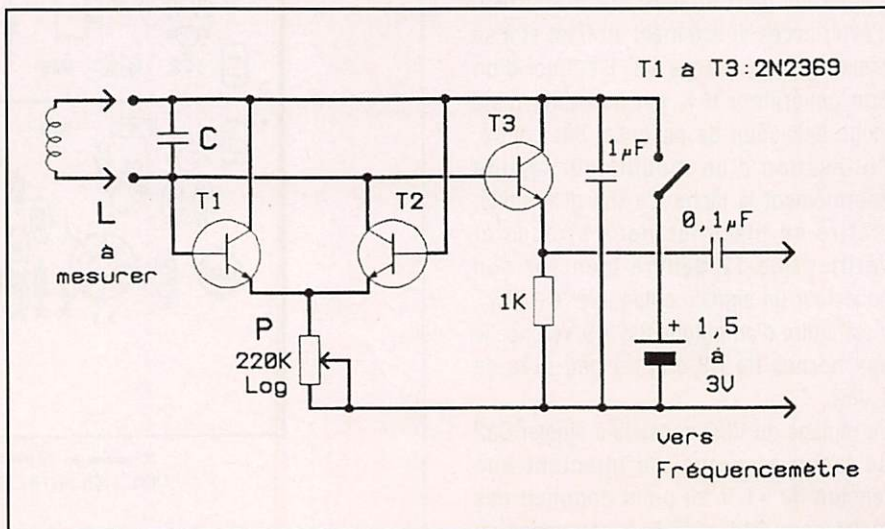 T1 à T3:2N2369
T3
C
1µF
T1
T2
0,1µF
L
à
mesurer
1K
P
220K
Log
+ 1,5
à
3V
vers
Fréquencemètre